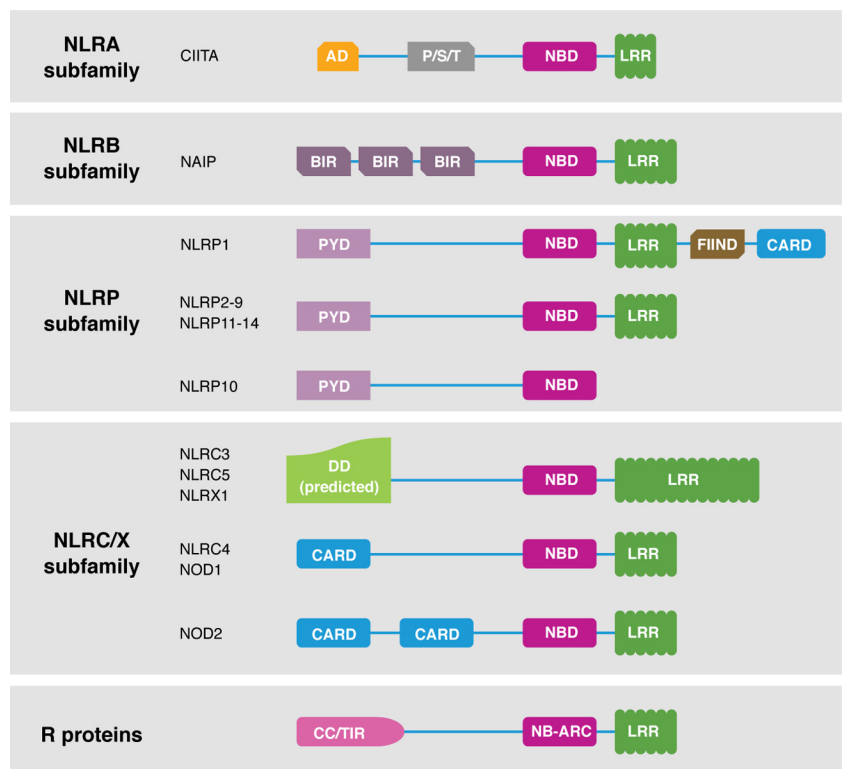 NLRA
subfamily
CIITA
AD
P/S/T
NBD
LRR
NLRB
subfamily
NAIP
BIR
BIR
BIR
NBD
LRR
NLRP
subfamily
NLRP1
PYD
NBD
LRR
FIIND
CARD
NLRP2-9
NLRP11-14
PYD
NBD
LRR
NLRP10
PYD
NBD
NLRC/X
subfamily
NLRC3
NLRC5
NLRX1
DD
(predicted)
NBD
LRR
NLRC4
NOD1
CARD
NBD
LRR
NOD2
CARD
CARD
NBD
LRR
R proteins
CC/TIR
NB-ARC
LRR